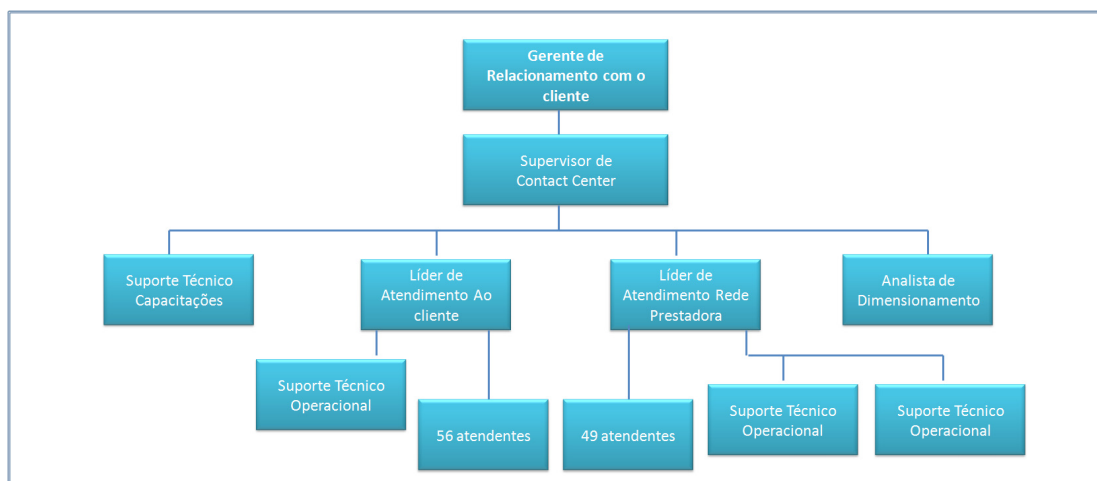 Gerente de
Relacionamento com o
cliente
Supervisor de
Contact Center
Suporte Técnico
Capacitações
Líder de
Atendimento Ao
cliente
Líder de
Atendimento Rede
Prestadora
Analista de
Dimensionamento
Suporte Técnico
Operacional
56 atendentes
49 atendentes
Suporte Técnico
Operacional
Suporte Técnico
Operacional